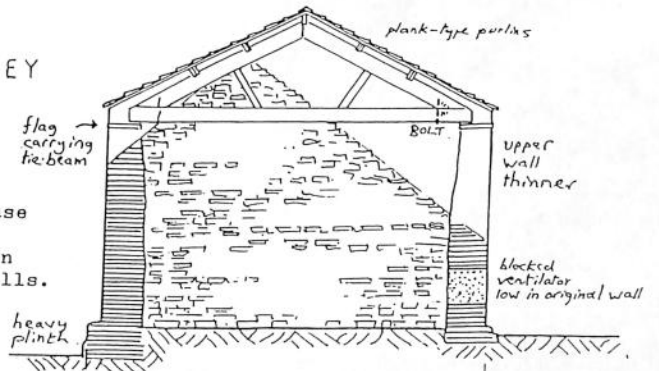 plank-type purlins
EY
flag
carrying
tie-beam
BOLT
upper
wall
thinner
se
n
lls.
blocked
ventilator
low in original wall
heavy
plinth